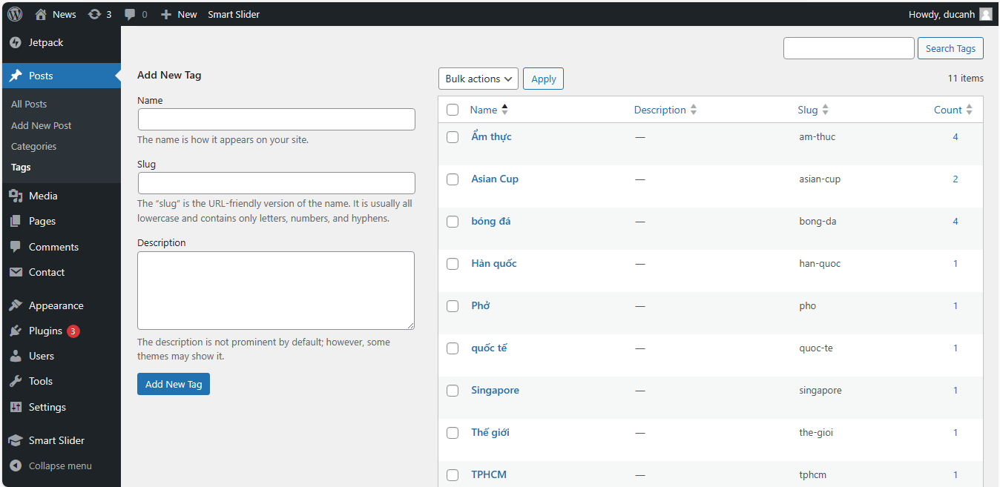 News 3 0 New Smart Slider Howdy, ducanh
Jetpack
Posts
All Posts
Add New Post
Categories
Tags
Media
Pages
Comments
Contact
Appearance
Plugins 3
Users
Tools
Settings
Smart Slider
Collapse menu
Search Tags
Add New Tag
Name
The name is how it appears on your site.
Slug
The “slug” is the URL-friendly version of the name. It is usually all
lowercase and contains only letters, numbers, and hyphens.
Description
The description is not prominent by default; however, some
themes may show it.
Add New Tag
Bulk actions Apply 11 items
Name Description Slug Count
Ẩm thực — am-thuc 4
Asian Cup — asian-cup 2
bóng đá — bong-da 4
Hàn quốc — han-quoc 1
Phở — pho 1
quốc tế — quoc-te 1
Singapore — singapore 1
Thế giới — the-gioi 1
TPHCM — tphcm 1